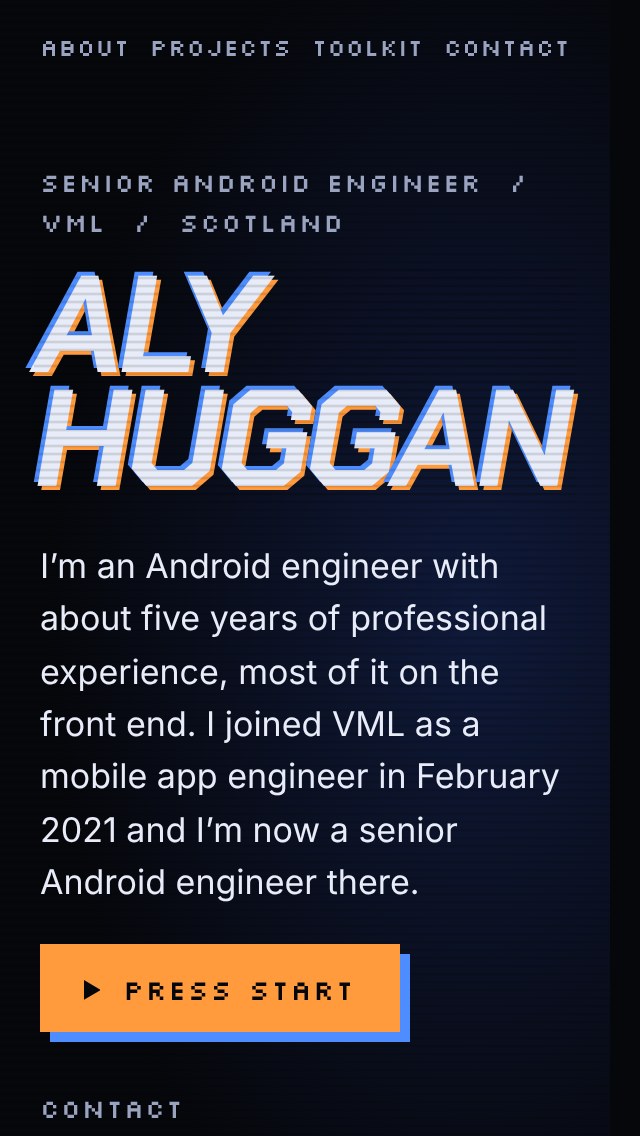 ABOUT PROJECTS TOOLKIT CONTACT
SENIOR ANDROID ENGINEER /
VML / SCOTLAND
ALY
HUGGAN
I’m an Android engineer with
about five years of professional
experience, most of it on the
front end. I joined VML as a
mobile app engineer in February
2021 and I’m now a senior
Android engineer there.
▶ PRESS START
CONTACT